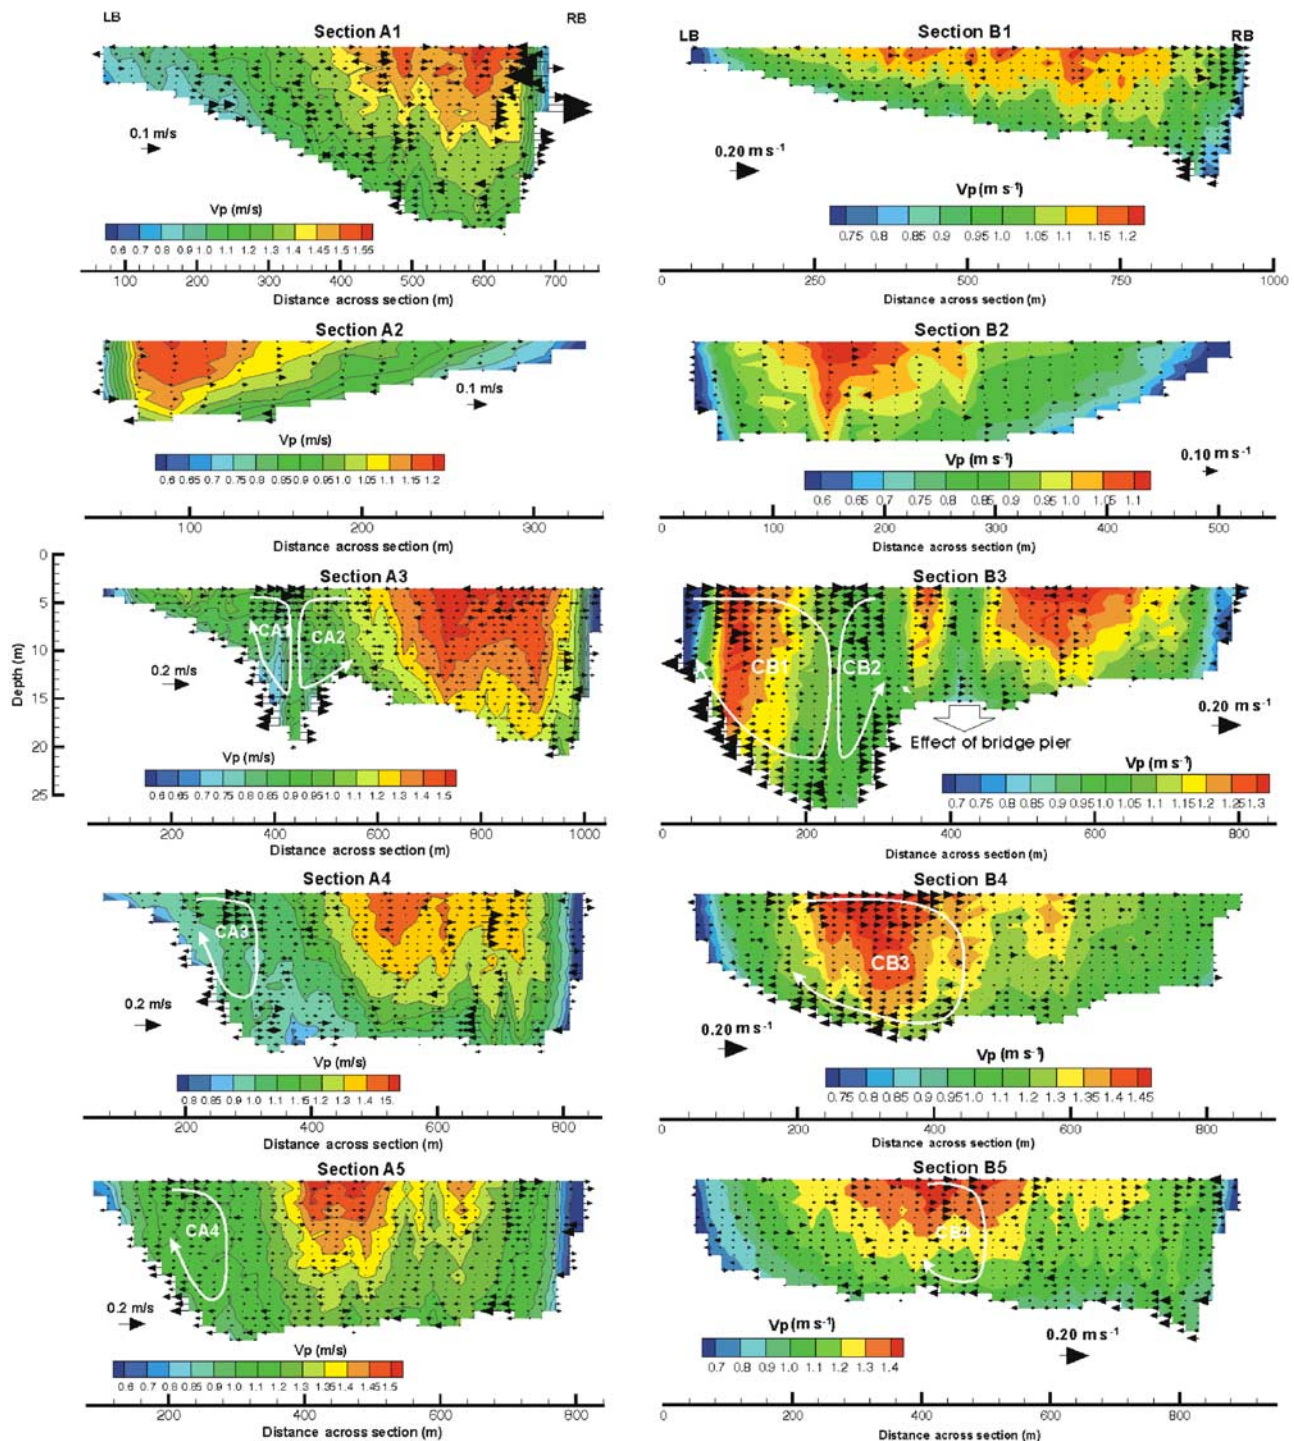 LB
RB
Section A1
0.1 m/s
Vp (m/s)
0.6 0.7 0.8 0.9 1.0 1.1 1.2 1.3 1.4 1.45 1.5 1.55
100 200 300 400 500 600 700
Distance across section (m)
LB
Section B1
RB
0.20 m s-1
Vp (m s-1)
0.75 0.8 0.85 0.9 0.95 1.0 1.05 1.1 1.15 1.2
0 250 500 750 1000
Distance across section (m)
Section A2
0.1 m/s
Vp (m/s)
0.6 0.65 0.7 0.75 0.8 0.85 0.9 0.95 1.0 1.05 1.1 1.15 1.2
100 200 300
Distance across section (m)
Section B2
0.10 m s-1
Vp (m s-1)
0.6 0.65 0.7 0.75 0.8 0.85 0.9 0.95 1.0 1.05 1.1
0 100 200 300 400 500
Distance across section (m)
Section A3
Depth (m)
0
5
10
15
20
25
CA1
CA2
0.2 m/s
Vp (m/s)
0.6 0.65 0.7 0.75 0.8 0.85 0.9 0.95 1.0 1.1 1.2 1.3 1.4 1.5
200 400 600 800 1000
Distance across section (m)
Section B3
CB1
CB2
0.20 m s-1
Effect of bridge pier
Vp (m s-1)
0.7 0.75 0.8 0.85 0.9 0.95 1.0 1.05 1.1 1.15 1.2 1.25 1.3
0 200 400 600 800
Distance across section (m)
Section A4
CA3
0.2 m/s
Vp (m/s)
0.8 0.85 0.9 1.0 1.1 1.15 1.2 1.3 1.4 15.
200 400 600 800
Distance across section (m)
Section B4
CB3
0.20 m s-1
Vp (m s-1)
0.75 0.8 0.85 0.9 0.95 1.0 1.1 1.2 1.3 1.35 1.4 1.45
0 200 400 600 800
Distance across section (m)
Section A5
CA4
0.2 m/s
Vp (m/s)
0.6 0.7 0.8 0.85 0.9 1.0 1.1 1.2 1.3 1.35 1.4 1.45 1.5
200 400 600 800
Distance across section (m)
Section B5
CB4
Vp (m s-1)
0.7 0.8 0.9 1.0 1.1 1.2 1.3 1.4
0.20 m s-1
0 200 400 600 800
Distance across section (m)